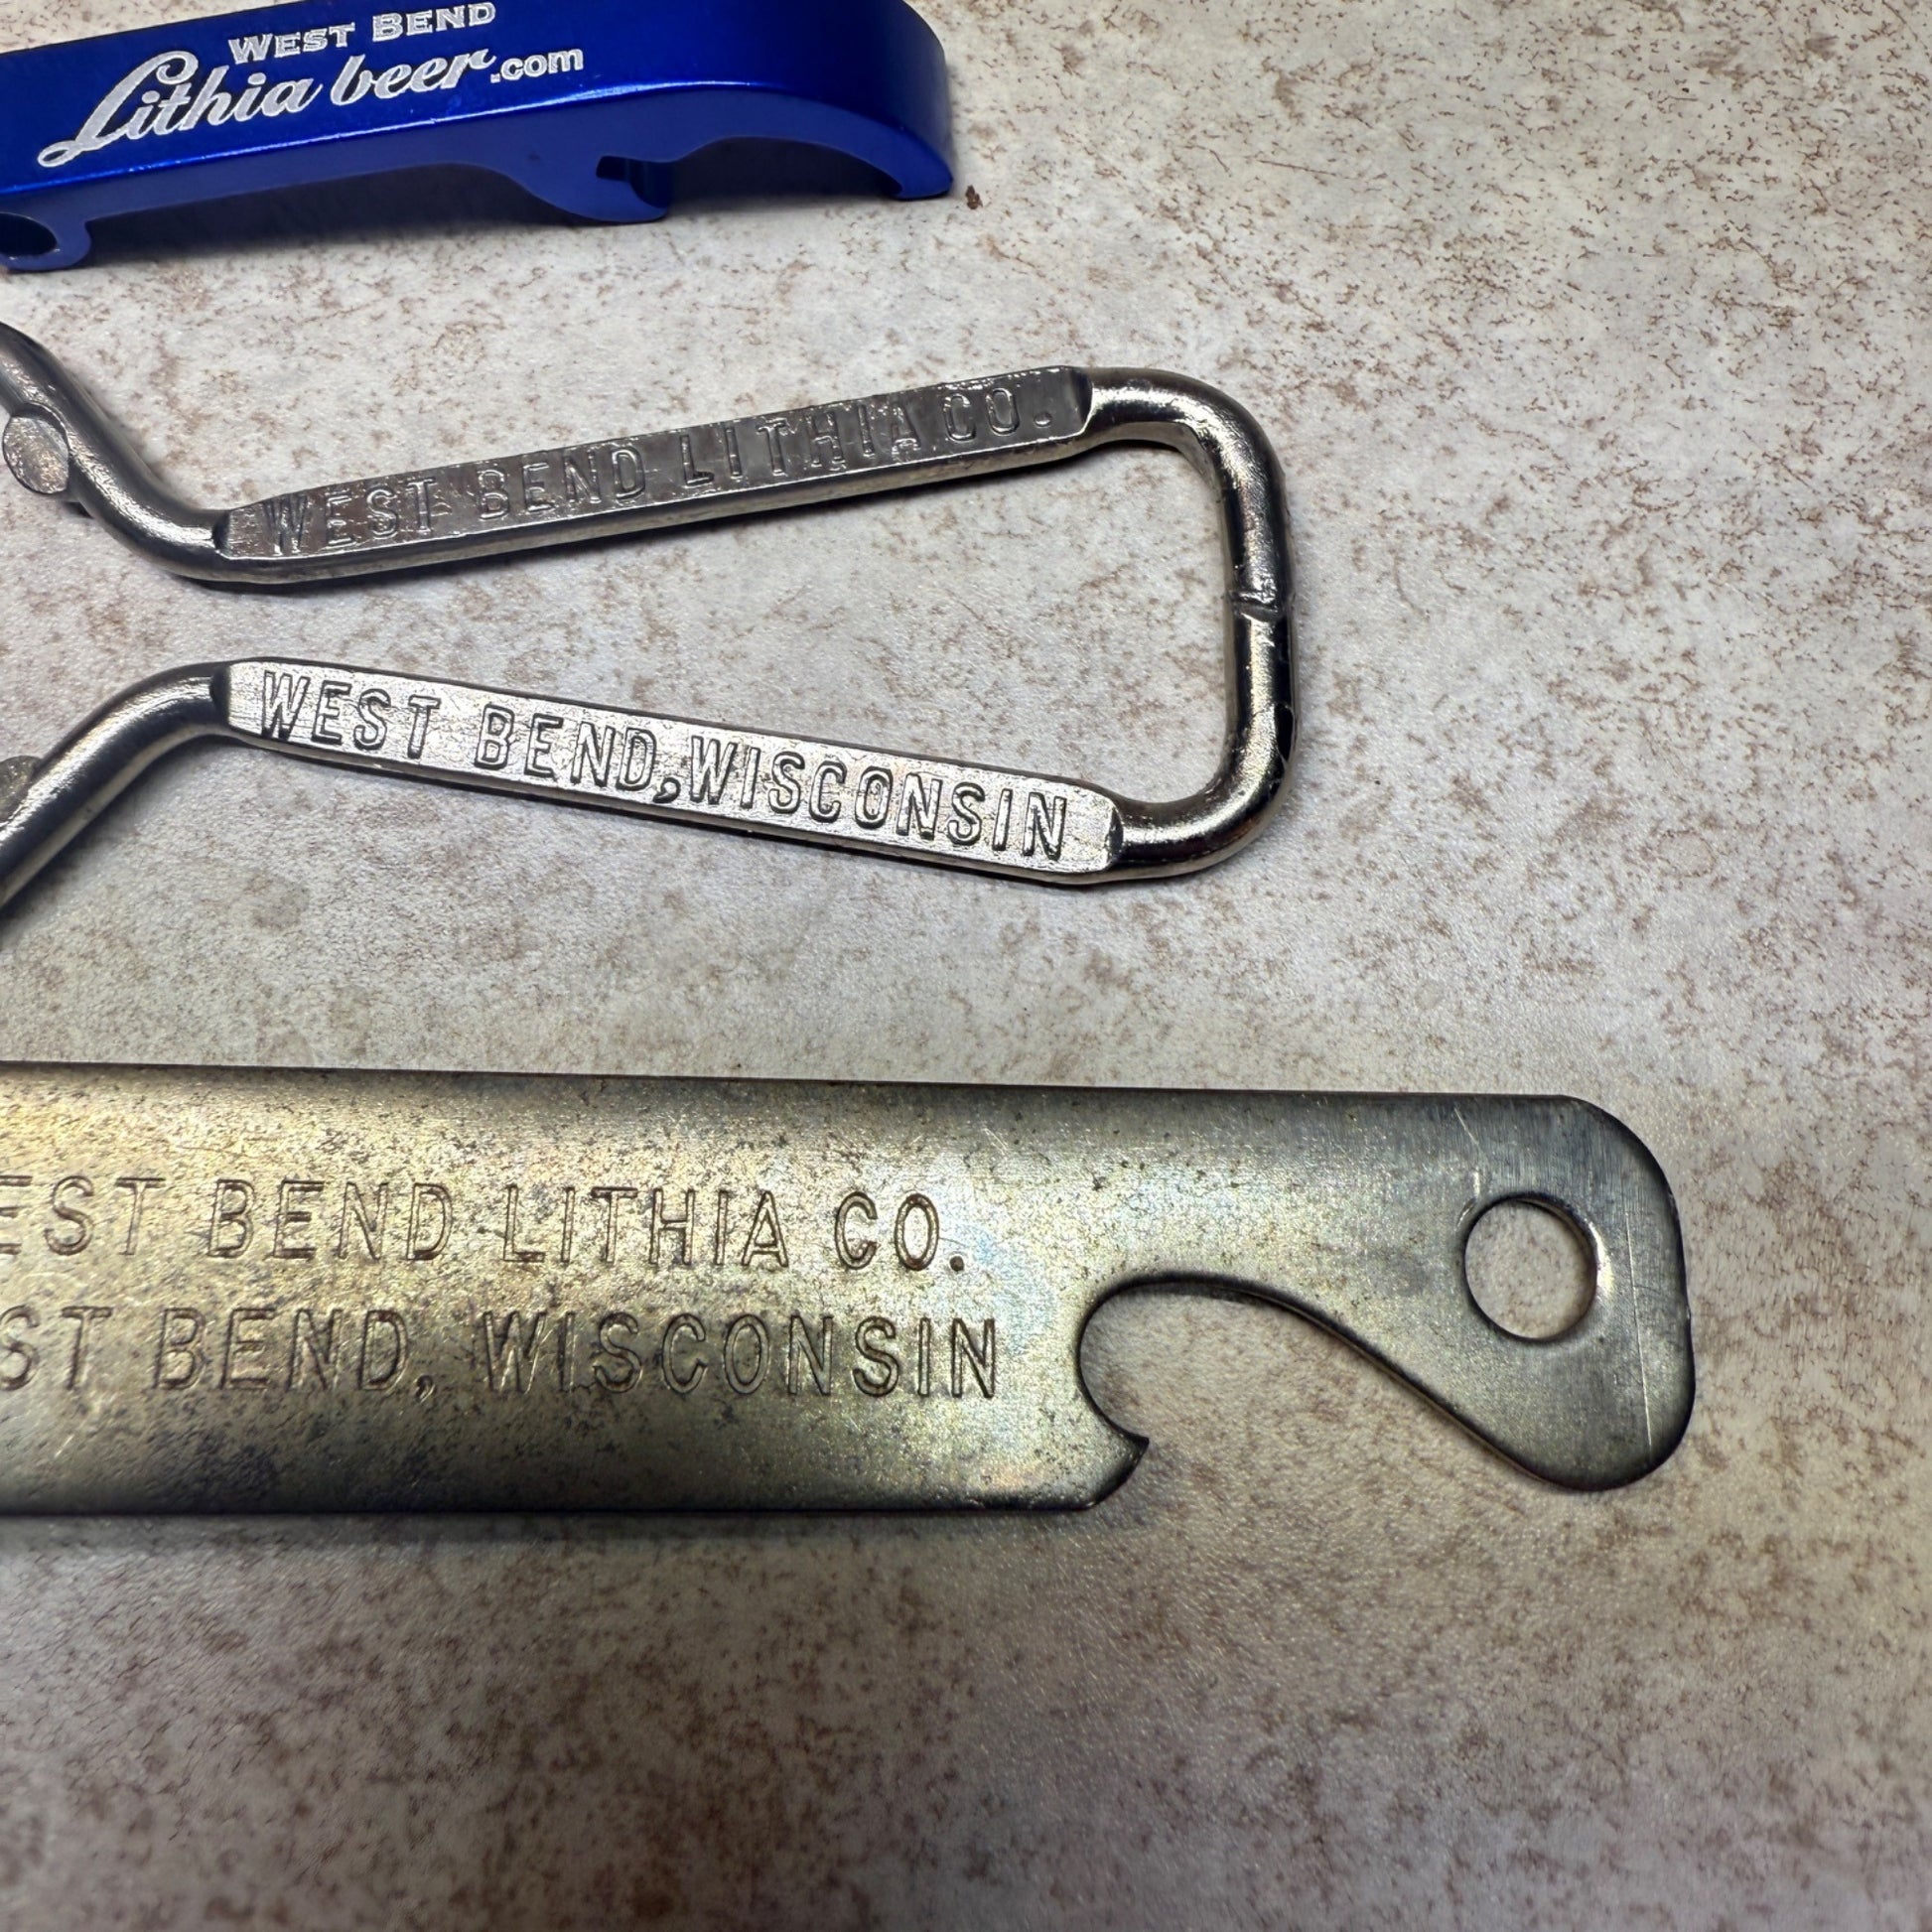 WEST BEND
Lithia beer.com
WEST BEND LITHIA CO.
WEST BEND, WISCONSIN
EST BEND LITHIA CO.
ST BEND, WISCONSIN